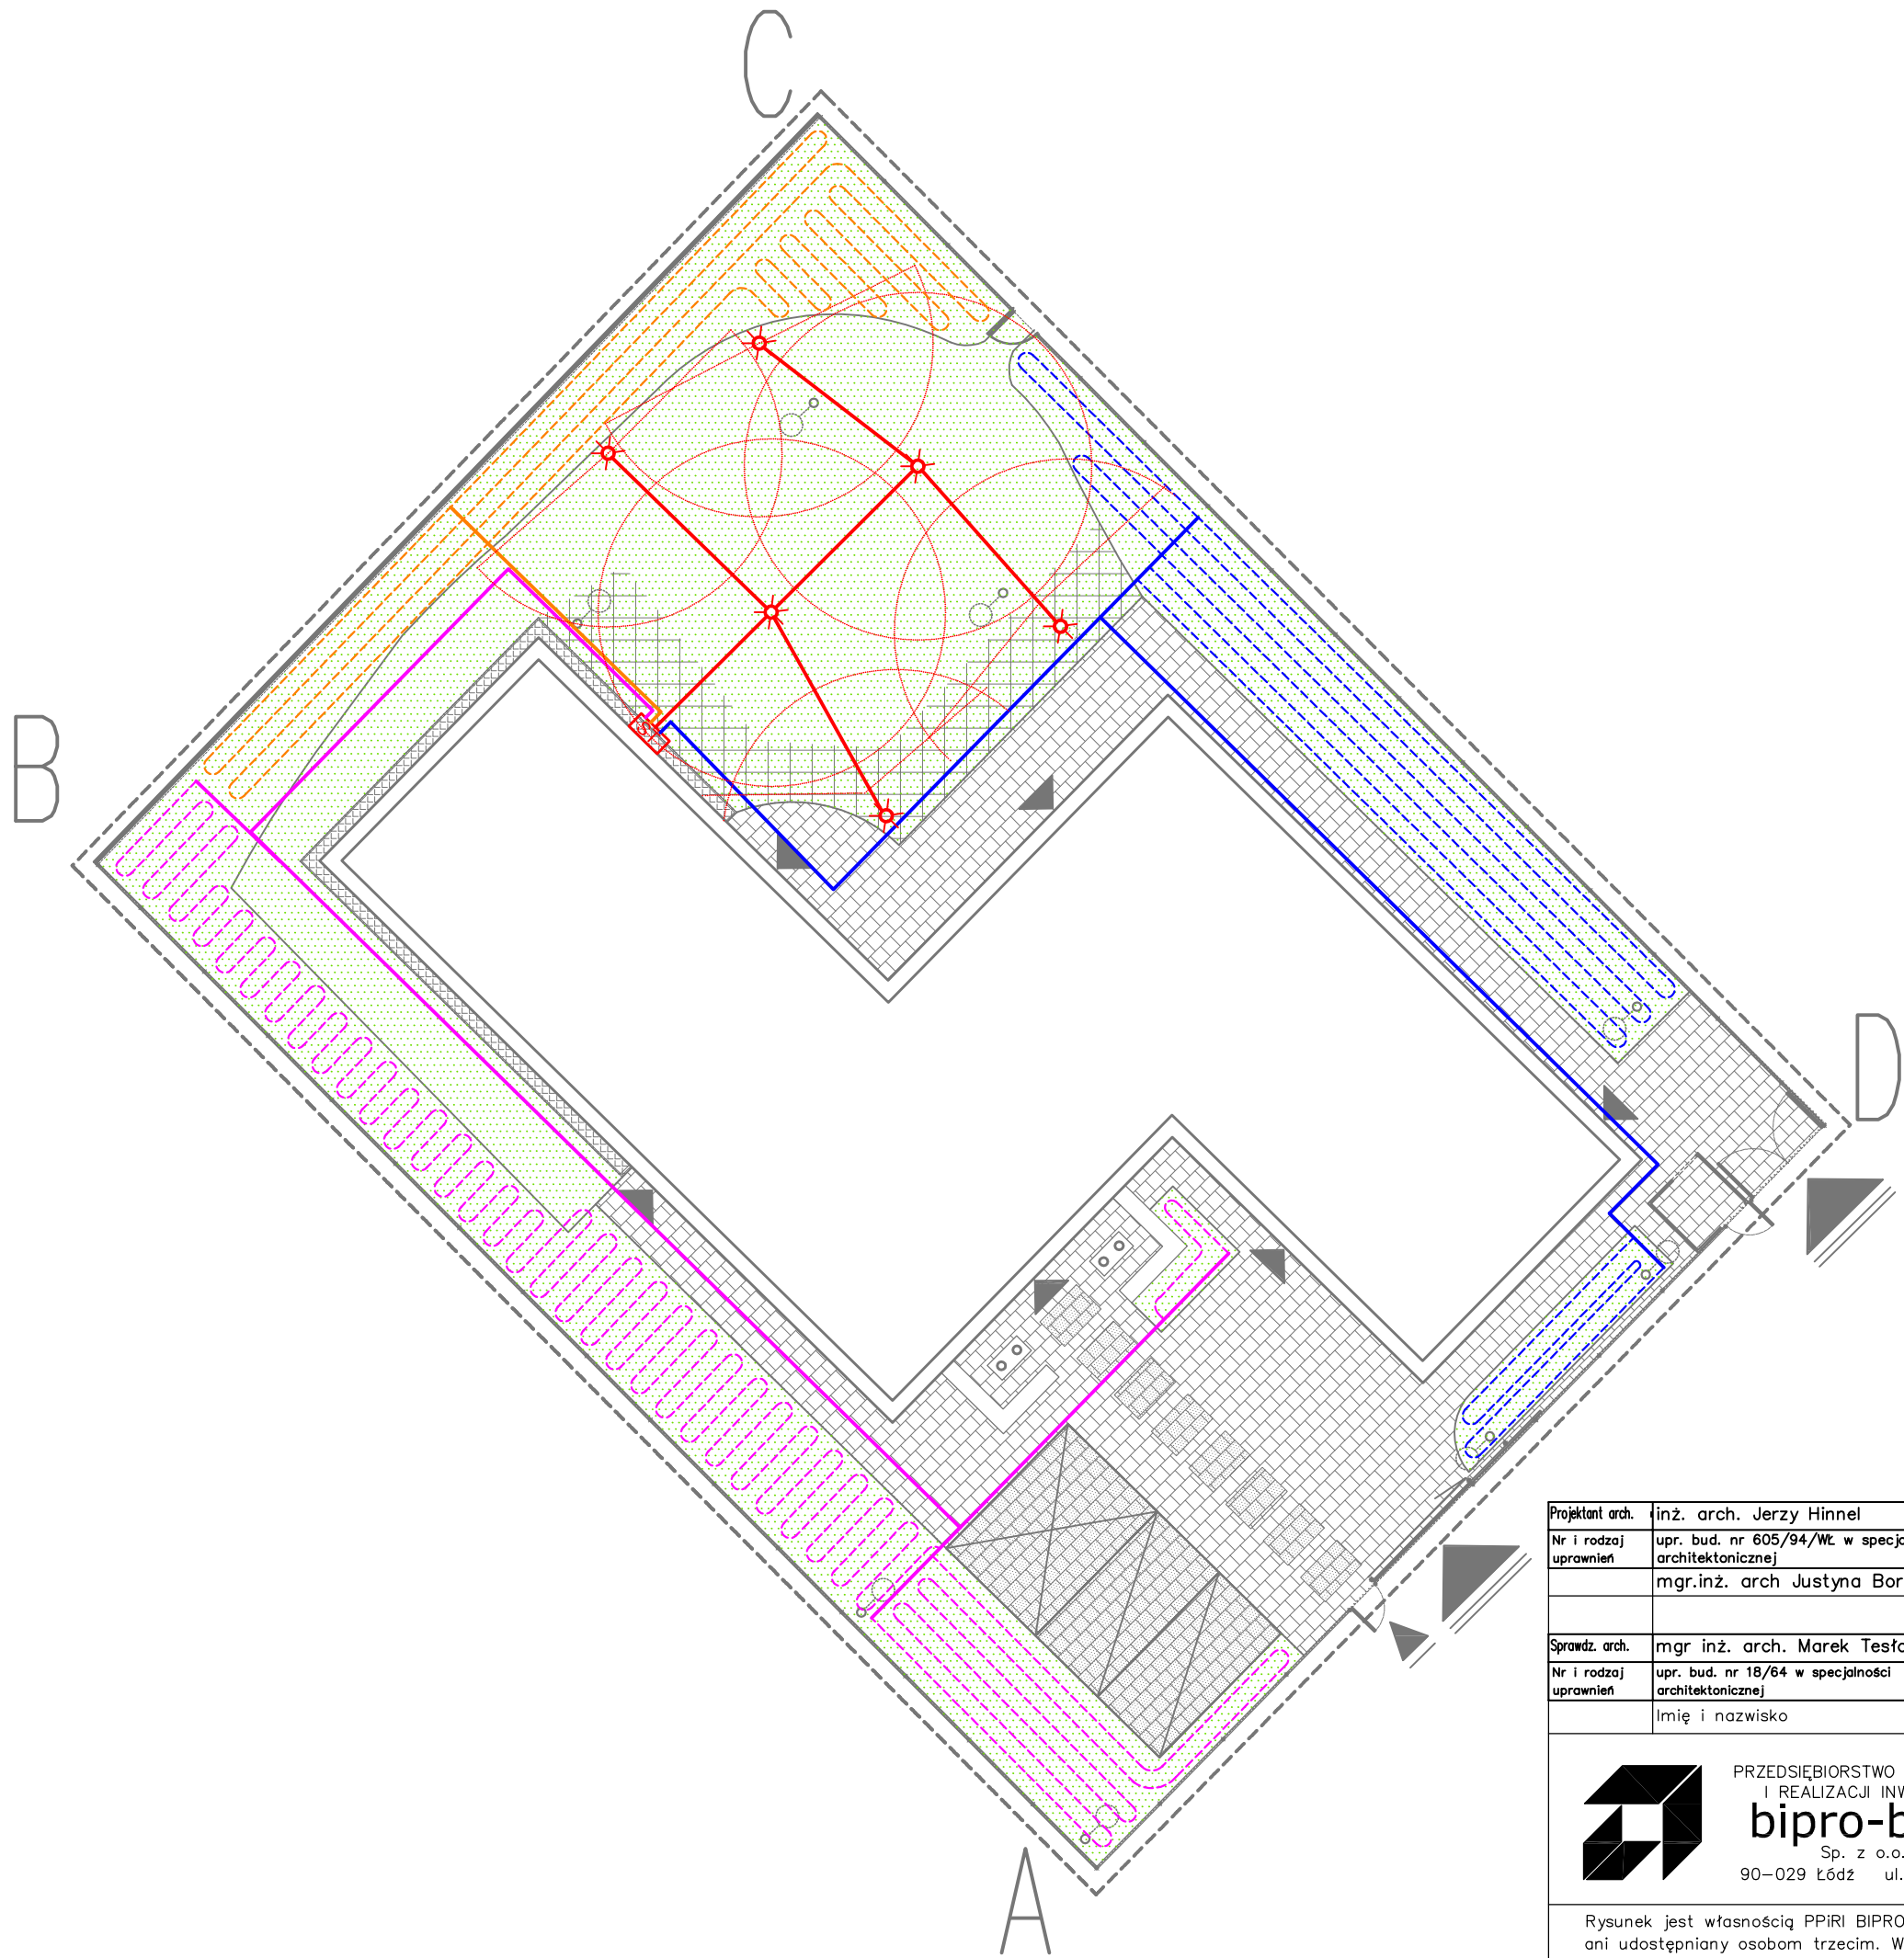 C
B
D
Projektant arch. inż. arch. Jerzy Hinnel
Nr i rodzaj uprawnień
upr. bud. nr 605/94/WŁ w specja
architektonicznej
mgr.inż. arch Justyna Bor
Sprawdz. arch. mgr inż. arch. Marek Tesła
Nr i rodzaj uprawnień
upr. bud. nr 18/64 w specjalności
architektonicznej
Imię i nazwisko
PRZEDSIĘBIORSTWO
I REALIZACJI INW
bipro-b
Sp. z o.o.
90-029 Łódź ul.
A
Rysunek jest własnością PPiRI BIPRO
ani udostępniany osobom trzecim. W